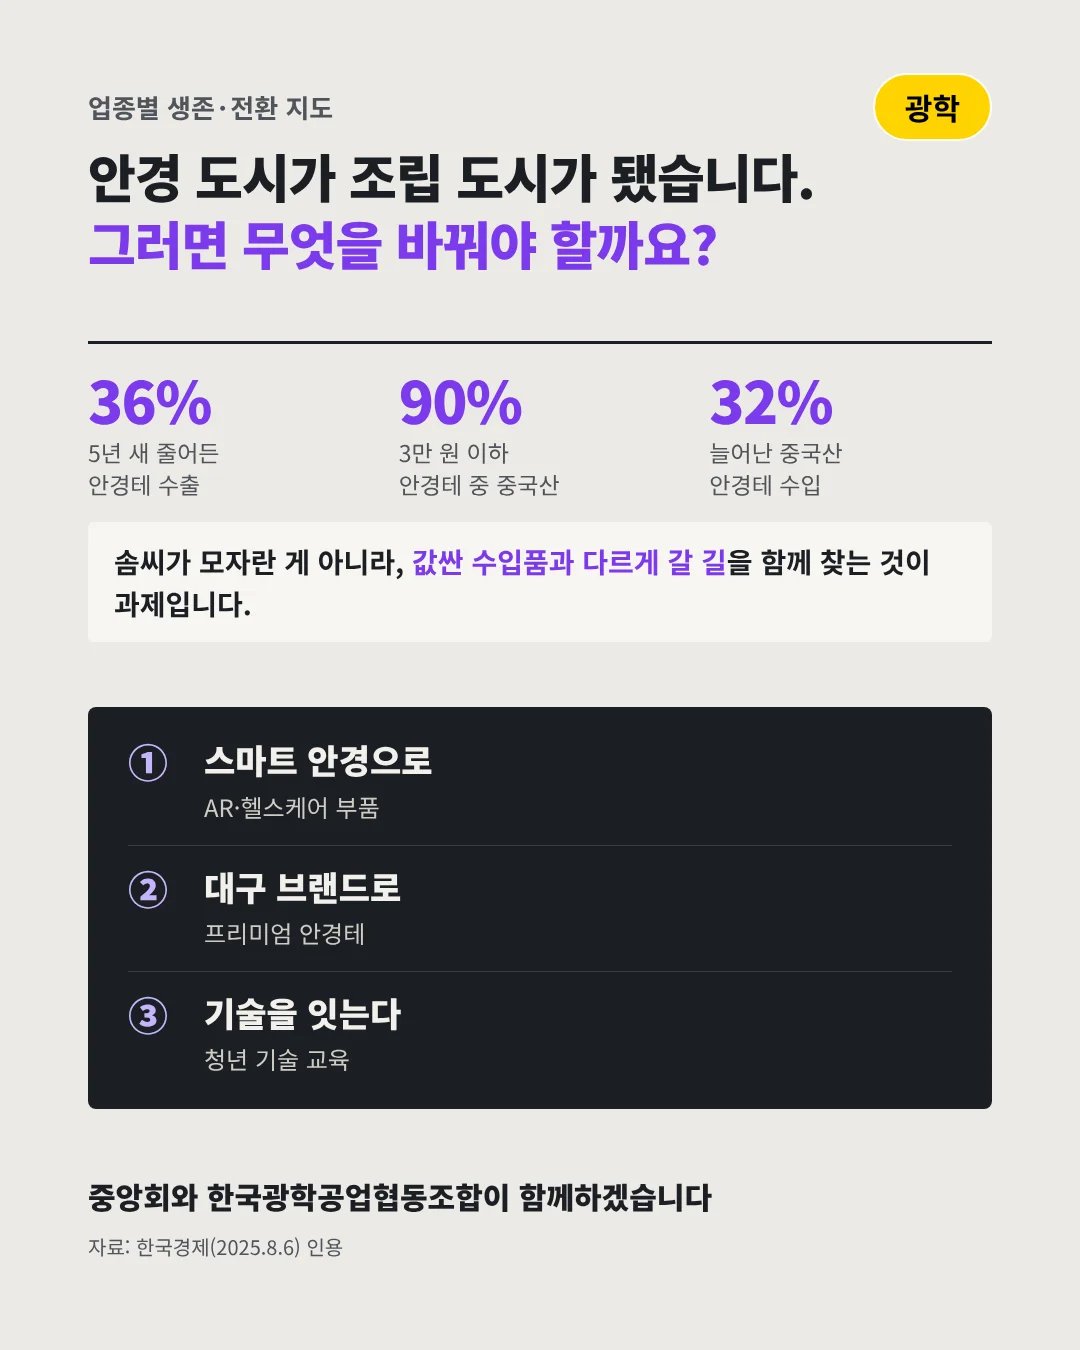 업종별 생존·전환 지도
광학
안경 도시가 조립 도시가 됐습니다.
그러면 무엇을 바꿔야 할까요?
36%
5년 새 줄어든
안경테 수출
90%
3만 원 이하
안경테 중 중국산
32%
늘어난 중국산
안경테 수입
솜씨가 모자란 게 아니라, 값싼 수입품과 다르게 갈 길을 함께 찾는 것이
과제입니다.
① 스마트 안경으로
AR·헬스케어 부품
② 대구 브랜드로
프리미엄 안경테
③ 기술을 잇는다
청년 기술 교육
중앙회와 한국광학공업협동조합이 함께하겠습니다
자료: 한국경제(2025.8.6) 인용